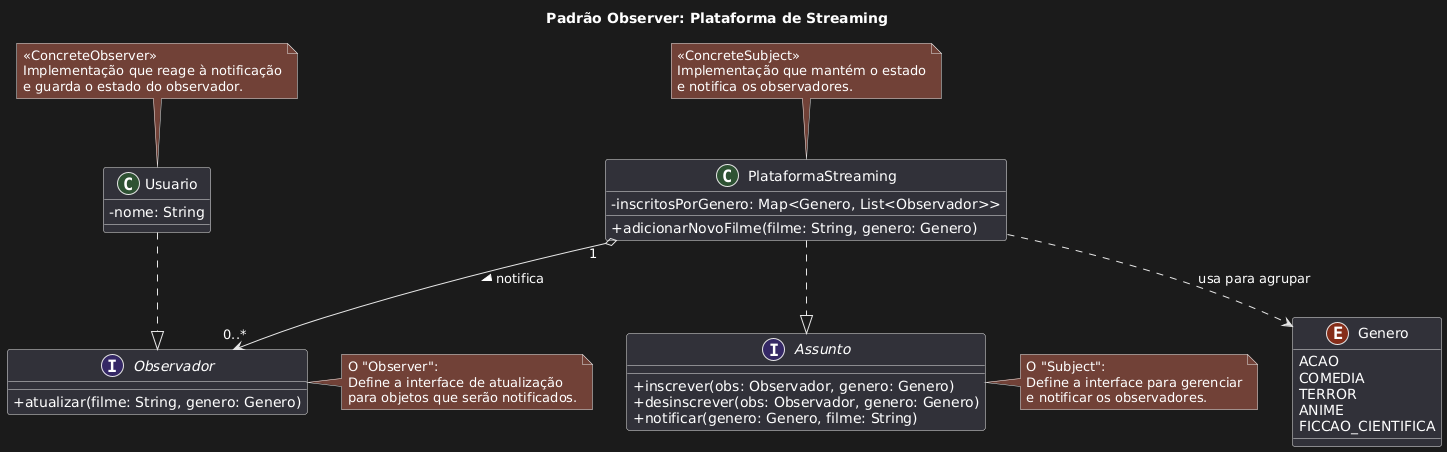 Padrão Observer: Plataforma de Streaming
«ConcreteObserver»
Implementação que reage à notificação
e guarda o estado do observador.
«ConcreteSubject»
Implementação que mantém o estado
e notifica os observadores.
C Usuario
-nome: String
C PlataformaStreaming
-inscritosPorGenero: Map<Genero, List<Observador>>
+adicionarNovoFilme(filme: String, genero: Genero)
1
notifica
usa para agrupar
0..*
I Observador
+atualizar(filme: String, genero: Genero)
O "Observer":
Define a interface de atualização
para objetos que serão notificados.
I Assunto
+inscrever(obs: Observador, genero: Genero)
+desinscrever(obs: Observador, genero: Genero)
+notificar(genero: Genero, filme: String)
O "Subject":
Define a interface para gerenciar
e notificar os observadores.
E Genero
ACAO
COMEDIA
TERROR
ANIME
FICCAO_CIENTIFICA